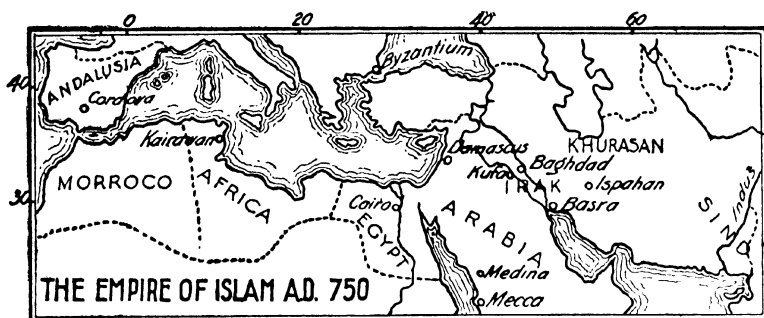 0 20 40 60
Byzantium
40
ANDALUSIA
Cordova
Kairawan
Damascus
KHURASAN
Baghdad
Kufa
IRAK
Ispahan
MORROCO
AFRICA
30
Cairo
EGYPT
ARABIA
Basra
SIND
Indus
Medina
Mecca
THE EMPIRE OF ISLAM A.D. 750